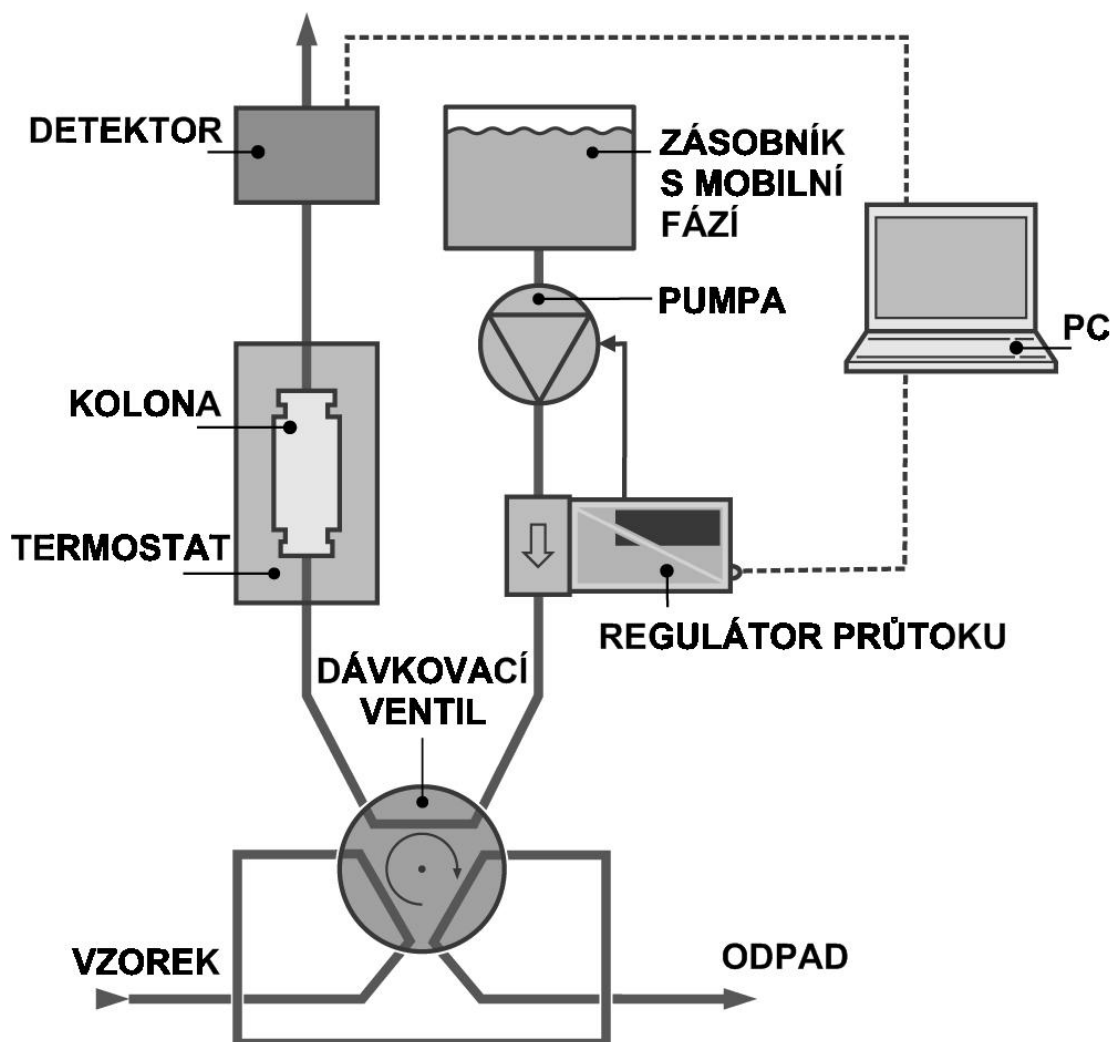 DETEKTOR
ZÁSOBNÍK
S MOBILNÍ
FÁZÍ
PUMPA
PC
KOLONA
TERMOSTAT
REGULÁTOR PRŮTOKU
DÁVKOVACÍ
VENTIL
VZOREK
ODPAD